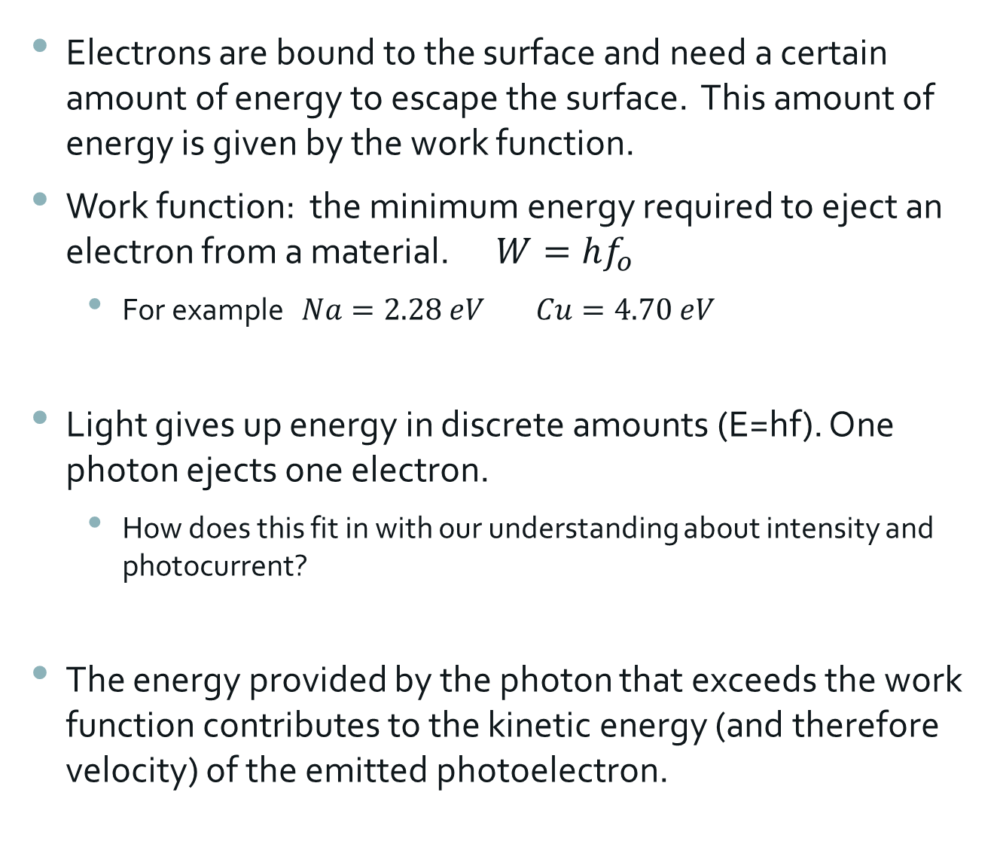 • Electrons are bound to the surface and need a certain
amount of energy to escape the surface.  This amount of
energy is given by the work function.
• Work function:  the minimum energy required to eject an
electron from a material.     W = hfₒ
• For example  Na = 2.28 eV     Cu = 4.70 eV
• Light gives up energy in discrete amounts (E=hf). One
photon ejects one electron.
• How does this fit in with our understanding about intensity and
photocurrent?
• The energy provided by the photon that exceeds the work
function contributes to the kinetic energy (and therefore
velocity) of the emitted photoelectron.